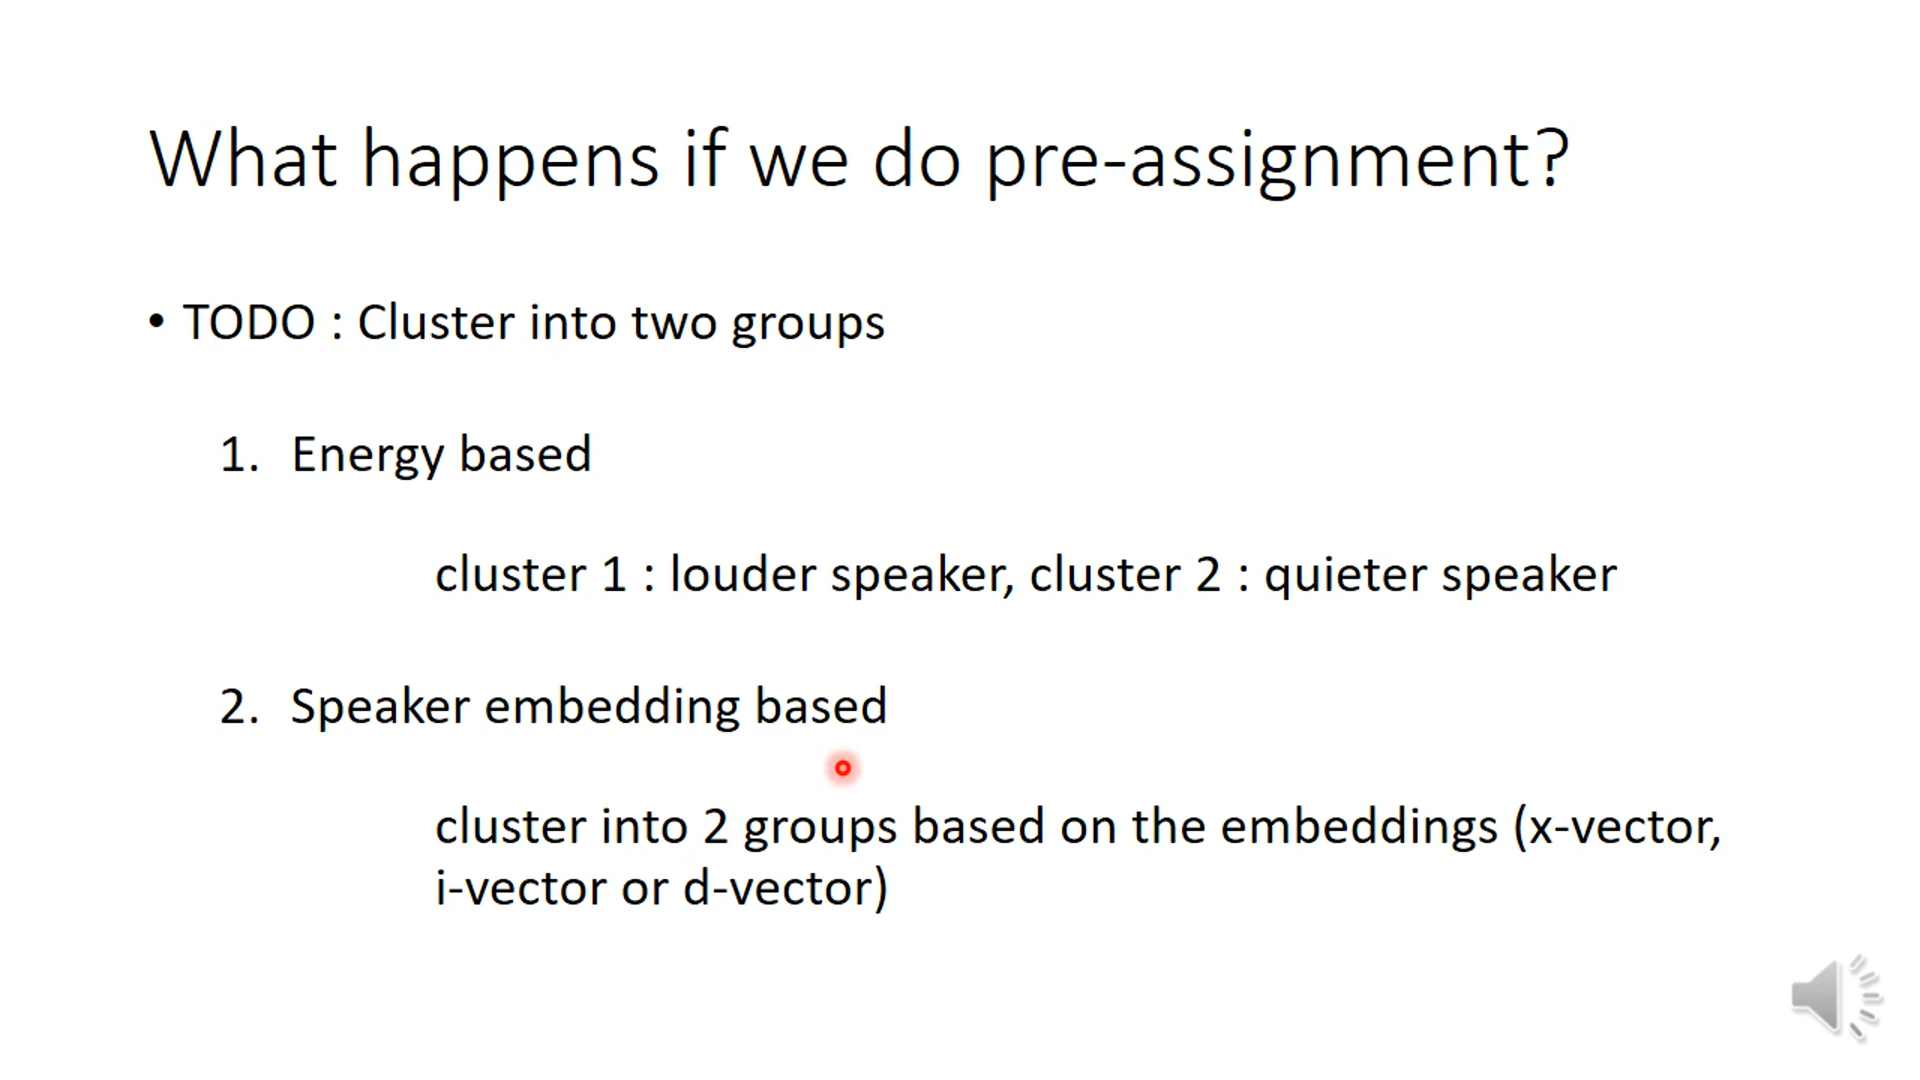 What happens if we do pre-assignment?
• TODO : Cluster into two groups
1. Energy based
cluster 1 : louder speaker, cluster 2 : quieter speaker
2. Speaker embedding based
cluster into 2 groups based on the embeddings (x-vector,
i-vector or d-vector)